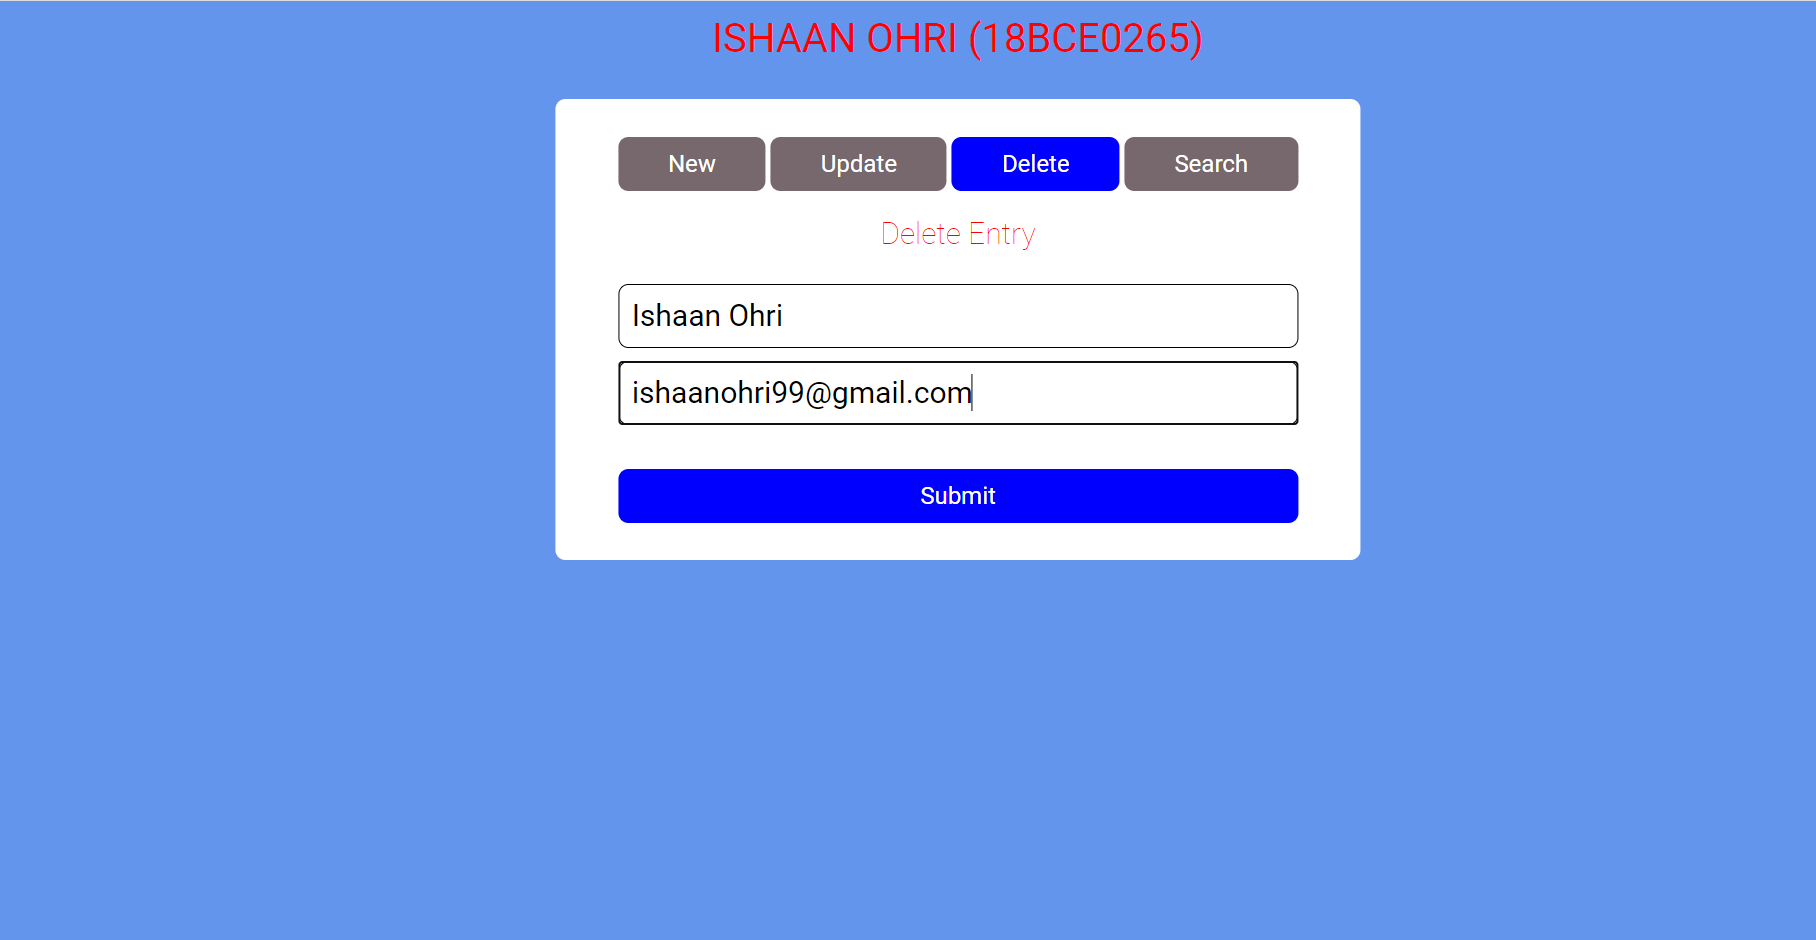 ISHAAN OHRI (18BCE0265)
New Update Delete Search
Delete Entry
Ishaan Ohri
ishaanohri99@gmail.com
Submit